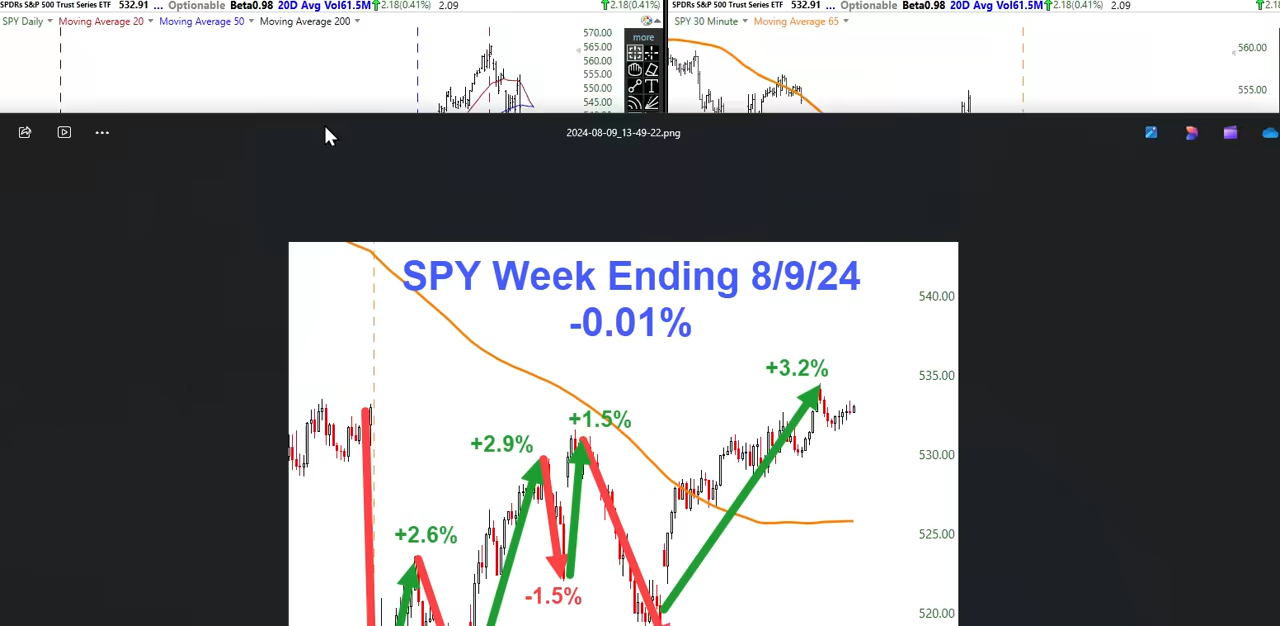 SPDRs S&P 500 Trust Series ETF 532.91 ... Optionable Beta0.98 20D Avg Vol61.5M 2.18(0.41%) 2.09 2.18(0.41%)
SPY Daily Moving Average 20 Moving Average 50 Moving Average 200
570.00
565.00
560.00
555.00
550.00
545.00
more
SPDRs S&P 500 Trust Series ETF 532.91 ... Optionable Beta0.98 20D Avg Vol61.5M 2.18(0.41%) 2.09
SPY 30 Minute Moving Average 65
560.00
555.00
2024-08-09_13-49-22.png
SPY Week Ending 8/9/24
-0.01%
540.00
535.00
530.00
525.00
520.00
+3.2%
+1.5%
+2.9%
+2.6%
-1.5%